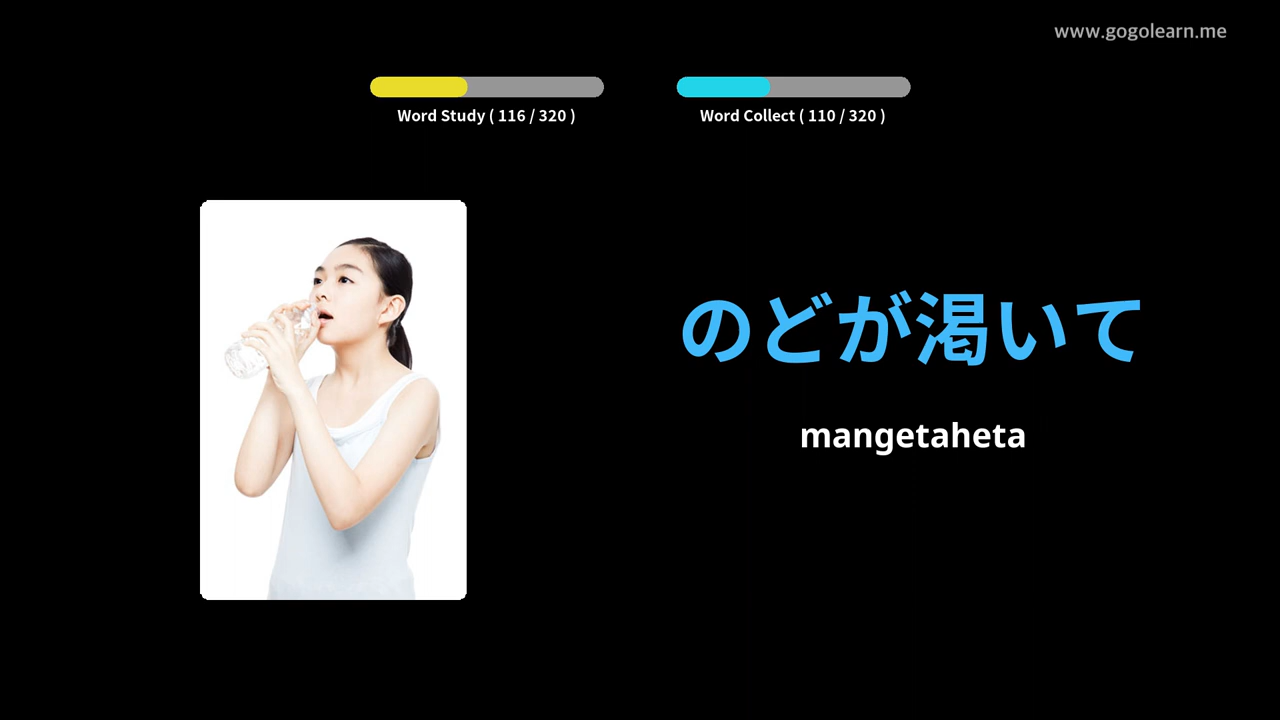 www.gogolearn.me
Word Study ( 116 / 320 )
Word Collect ( 110 / 320 )
のどが渇いて
mangetaheta